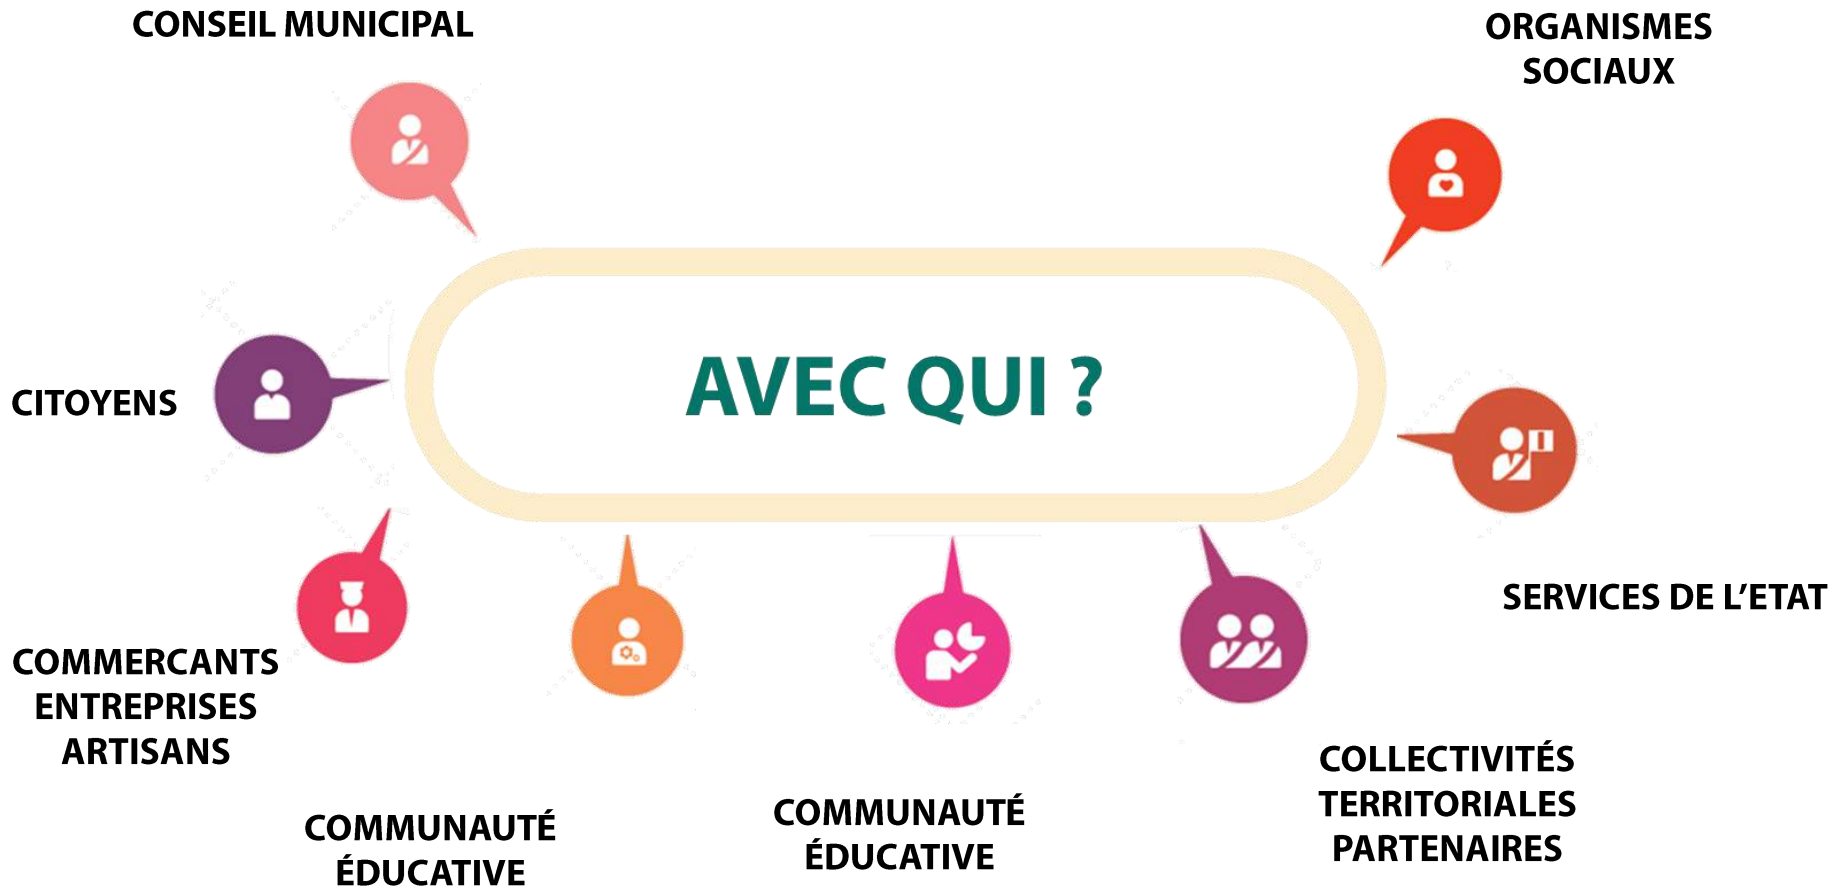 CONSEIL MUNICIPAL
ORGANISMES
SOCIAUX
AVEC QUI ?
CITOYENS
SERVICES DE L’ETAT
COMMERCANTS
ENTREPRISES
ARTISANS
COMMUNAUTÉ
ÉDUCATIVE
COMMUNAUTÉ
ÉDUCATIVE
COLLECTIVITÉS
TERRITORIALES
PARTENAIRES